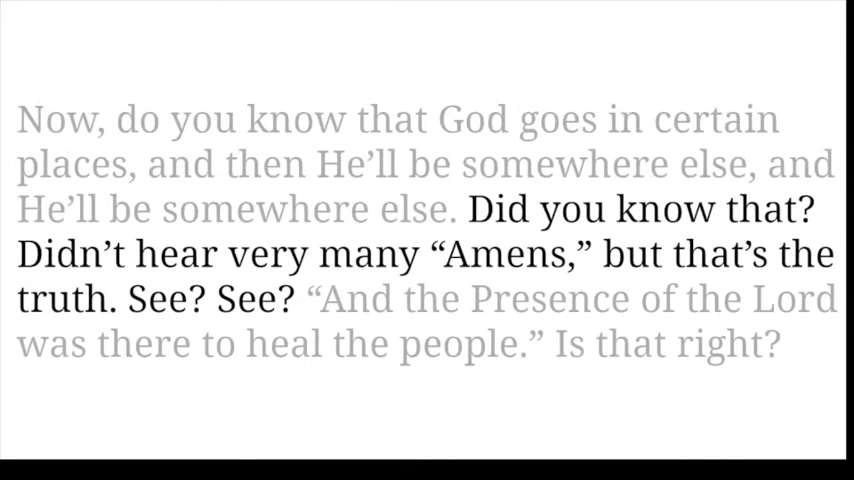 Now, do you know that God goes in certain
places, and then He’ll be somewhere else, and
He’ll be somewhere else. Did you know that?
Didn’t hear very many “Amens,” but that’s the
truth. See? See? “And the Presence of the Lord
was there to heal the people.” Is that right?